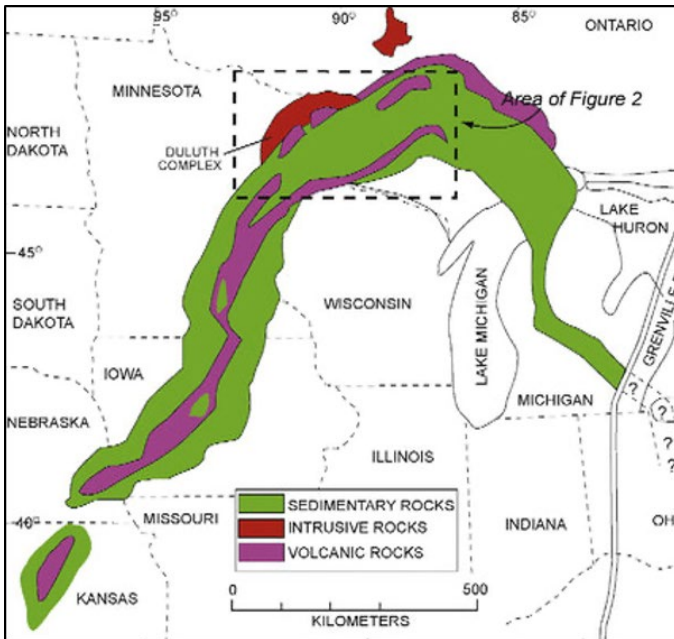 95°
90°
85°
ONTARIO
MINNESOTA
Area of Figure 2
NORTH
DAKOTA
DULUTH
COMPLEX
LAKE
HURON
45°
SOUTH
DAKOTA
WISCONSIN
LAKE MICHIGAN
GRENVILLE
IOWA
MICHIGAN
?
?
?
?
NEBRASKA
ILLINOIS
SEDIMENTARY ROCKS
INTRUSIVE ROCKS
VOLCANIC ROCKS
MISSOURI
40°
INDIANA
OH
KANSAS
0
500
KILOMETERS